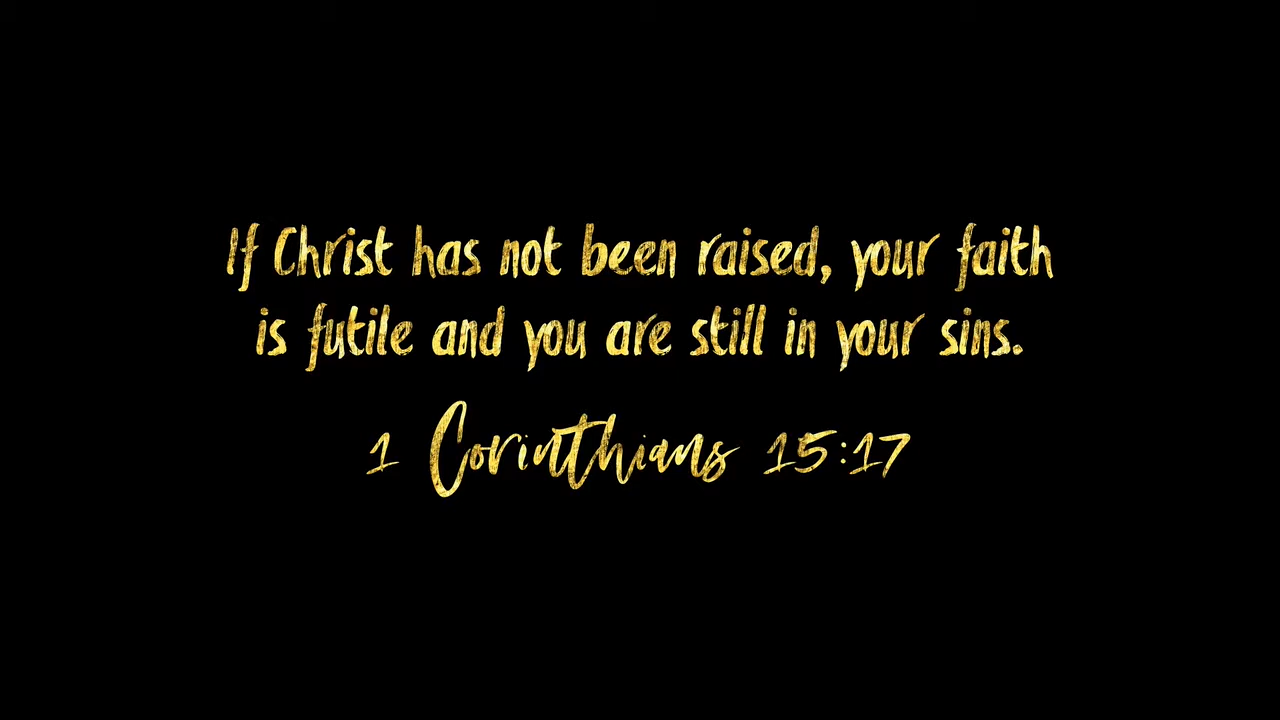 If Christ has not been raised, your faith
is futile and you are still in your sins.
1 Corinthians 15:17